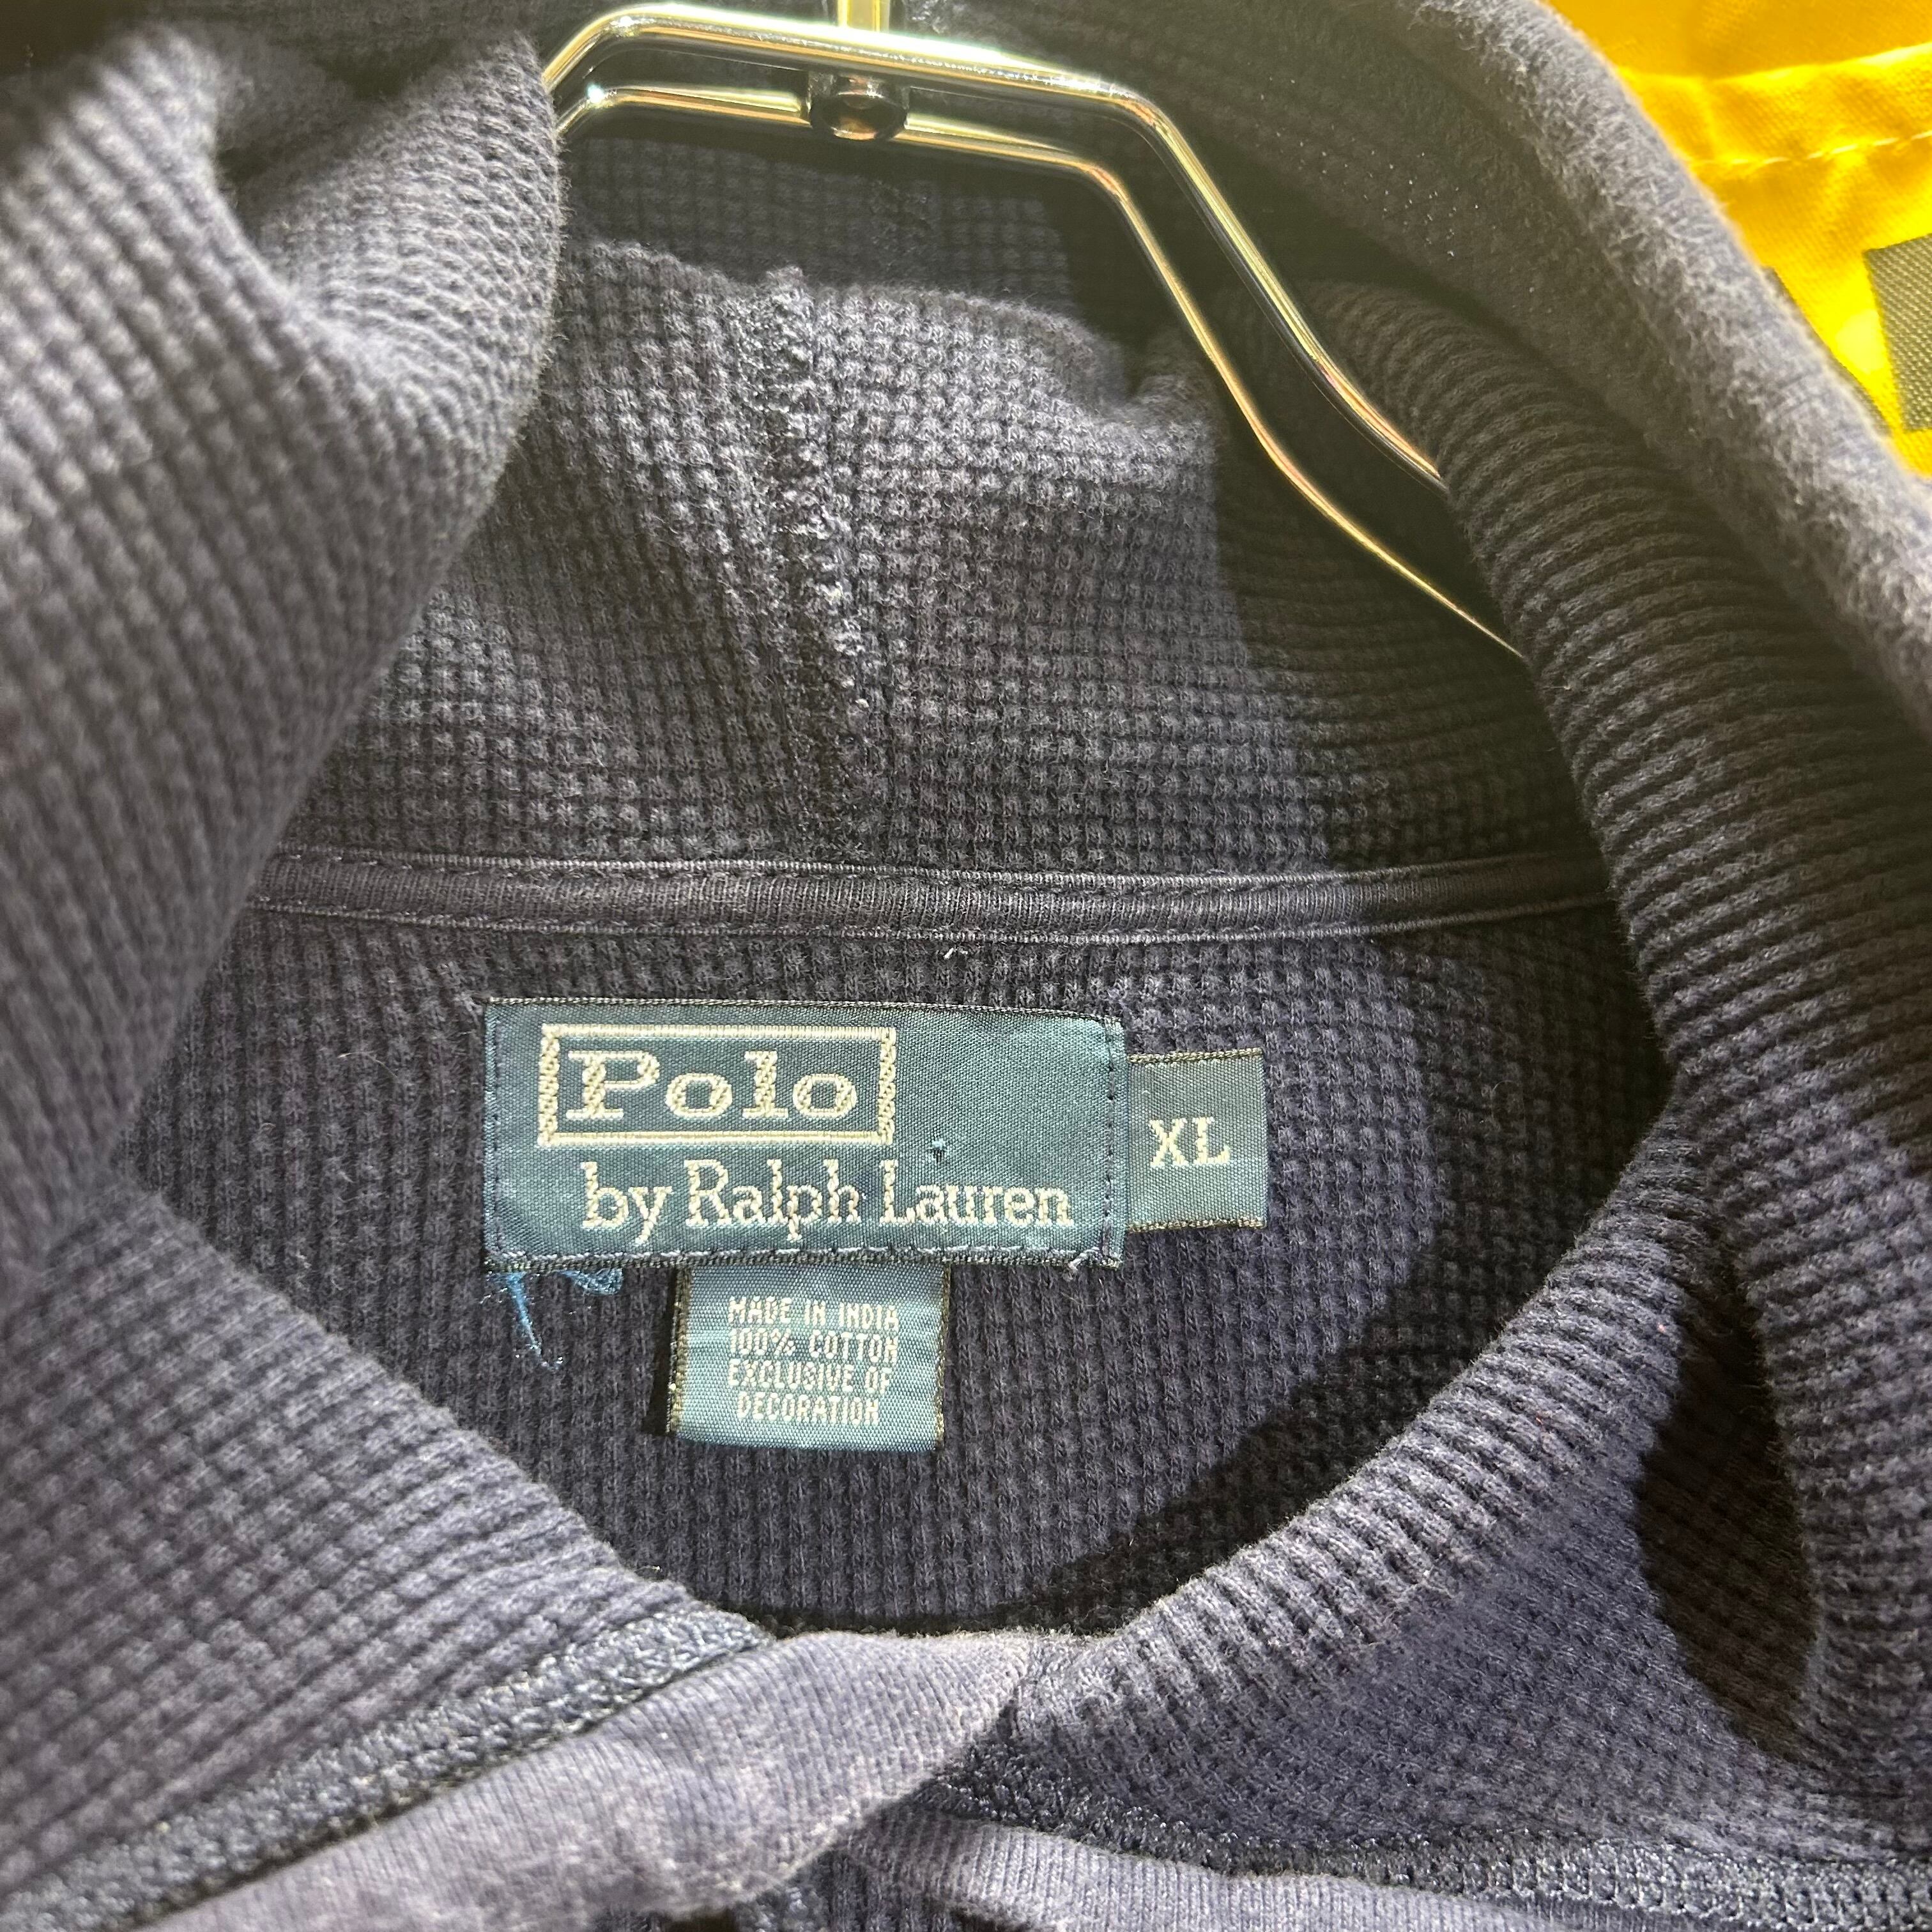 Polo
by Ralph Lauren
XL
MADE IN INDIA
100% COTTON
EXCLUSIVE OF
DECORATION